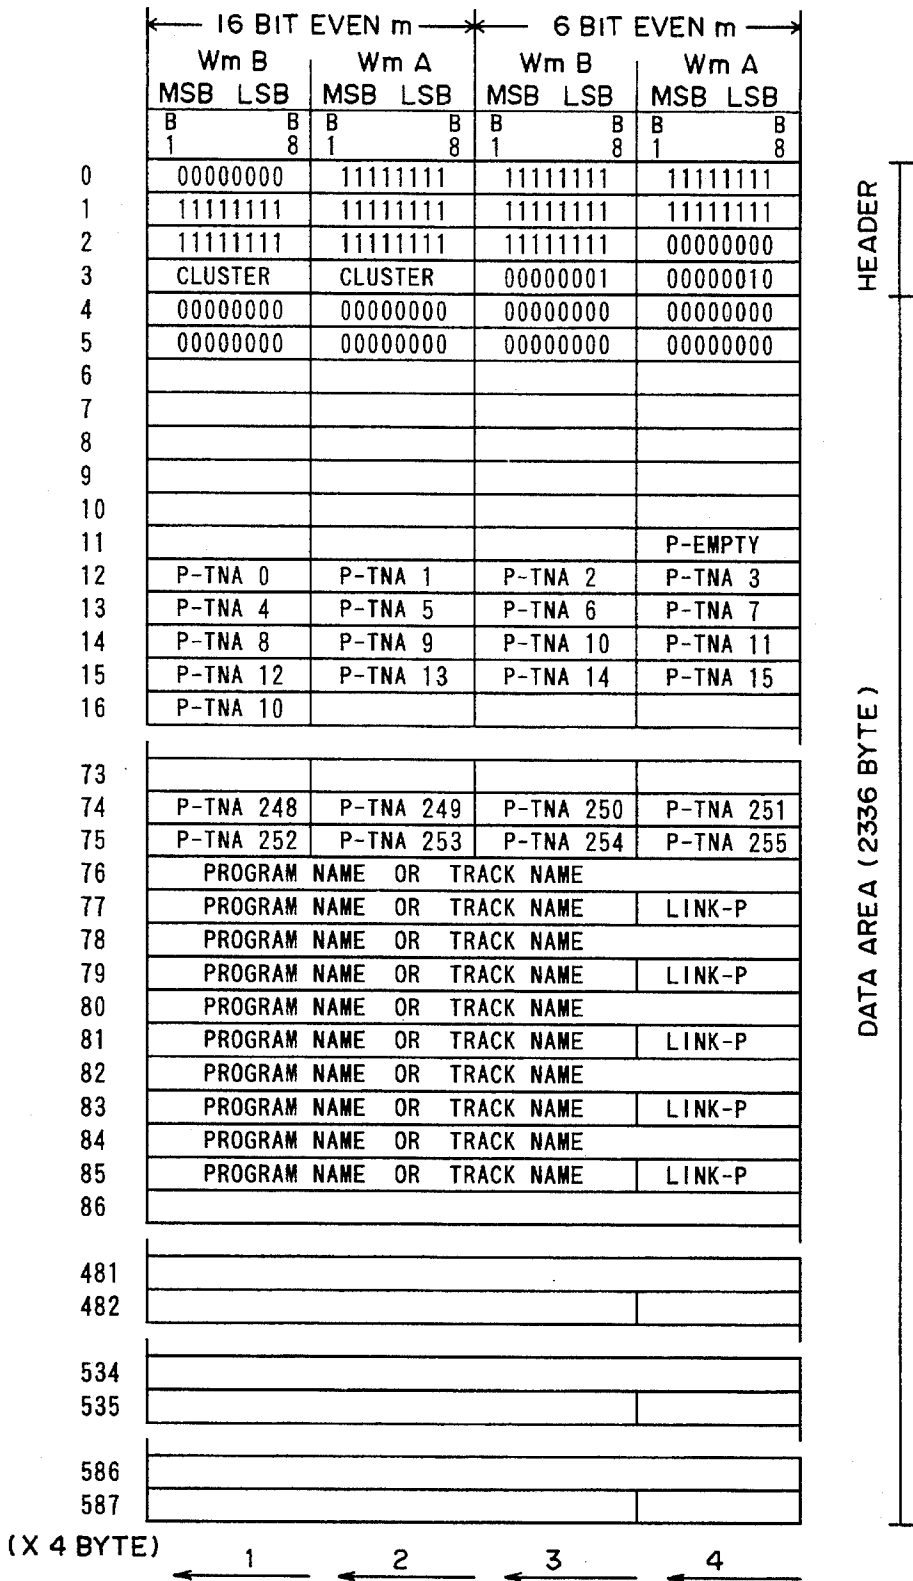 16 BIT EVEN m 6 BIT EVEN m
Wm B Wm A Wm B Wm A
MSB LSB MSB LSB MSB LSB MSB LSB
B B B B B B B B
1 8 1 8 1 8 1 8
0 00000000 11111111 11111111 11111111
1 11111111 11111111 11111111 11111111
2 11111111 11111111 11111111 00000000
3 CLUSTER CLUSTER 00000001 00000010
4 00000000 00000000 00000000 00000000
5 00000000 00000000 00000000 00000000
6
7
8
9
10
11 P-EMPTY
12 P-TNA 0 P-TNA 1 P-TNA 2 P-TNA 3
13 P-TNA 4 P-TNA 5 P-TNA 6 P-TNA 7
14 P-TNA 8 P-TNA 9 P-TNA 10 P-TNA 11
15 P-TNA 12 P-TNA 13 P-TNA 14 P-TNA 15
16 P-TNA 10
73
74 P-TNA 248 P-TNA 249 P-TNA 250 P-TNA 251
75 P-TNA 252 P-TNA 253 P-TNA 254 P-TNA 255
76 PROGRAM NAME OR TRACK NAME
77 PROGRAM NAME OR TRACK NAME LINK-P
78 PROGRAM NAME OR TRACK NAME
79 PROGRAM NAME OR TRACK NAME LINK-P
80 PROGRAM NAME OR TRACK NAME
81 PROGRAM NAME OR TRACK NAME LINK-P
82 PROGRAM NAME OR TRACK NAME
83 PROGRAM NAME OR TRACK NAME LINK-P
84 PROGRAM NAME OR TRACK NAME
85 PROGRAM NAME OR TRACK NAME LINK-P
86
481
482
534
535
586
587
(X 4 BYTE) 1 2 3 4
HEADER
DATA AREA (2336 BYTE)